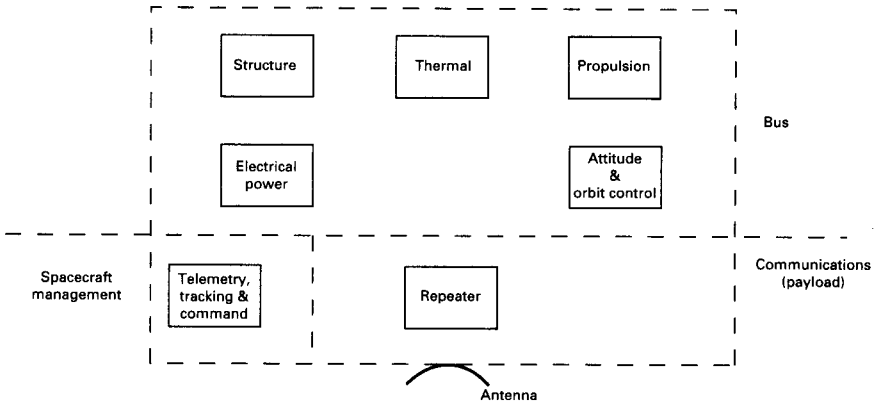 Structure
Thermal
Propulsion
Bus
Electrical
power
Attitude
&
orbit control
Spacecraft
management
Telemetry,
tracking &
command
Repeater
Communications
(payload)
Antenna